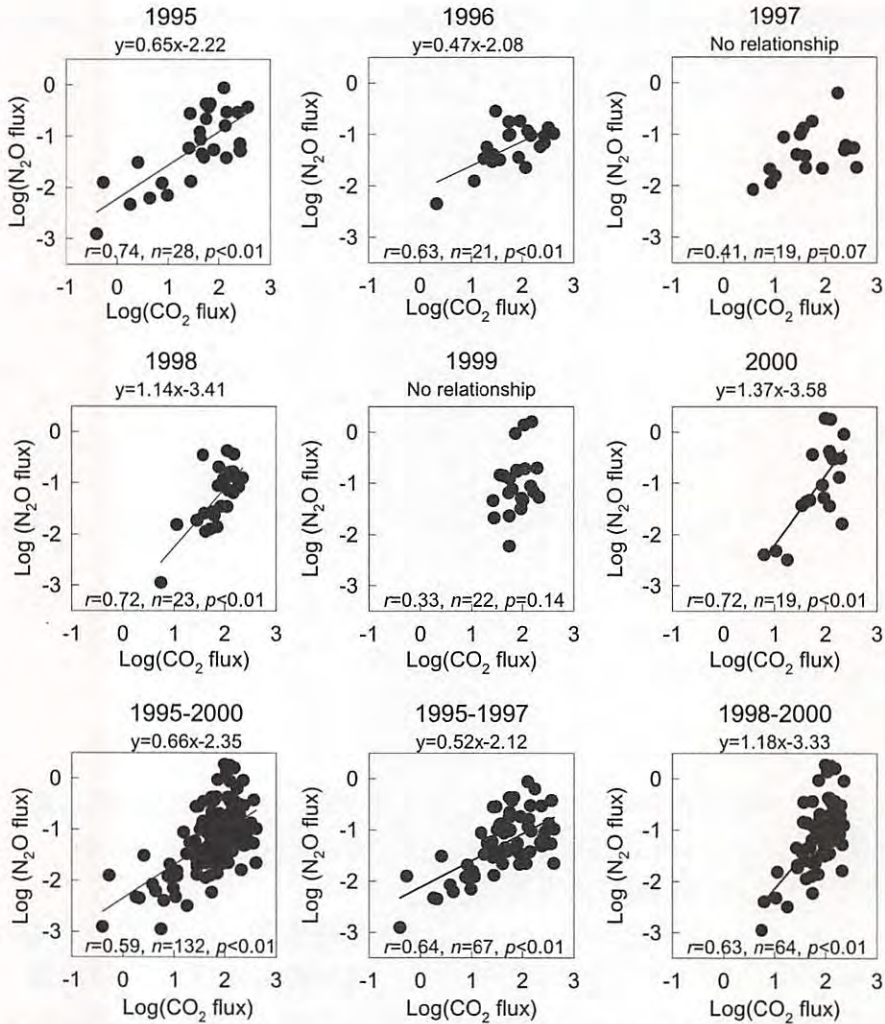 1995
y=0.65x-2.22
Log(N₂O flux)
0
-1
-2
-3
r=0.74, n=28, p<0.01
-1 0 1 2 3
Log(CO₂ flux)
1996
y=0.47x-2.08
Log (N₂O flux)
0
-1
-2
-3
r=0.63, n=21, p<0.01
-1 0 1 2 3
Log(CO₂ flux)
1997
No relationship
Log (N₂O flux)
0
-1
-2
-3
r=0.41, n=19, p=0.07
-1 0 1 2 3
Log(CO₂ flux)
1998
y=1.14x-3.41
Log (N₂O flux)
0
-1
-2
-3
r=0.72, n=23, p<0.01
-1 0 1 2 3
Log(CO₂ flux)
1999
No relationship
Log (N₂O flux)
0
-1
-2
-3
r=0.33, n=22, p=0.14
-1 0 1 2 3
Log(CO₂ flux)
2000
y=1.37x-3.58
Log (N₂O flux)
0
-1
-2
-3
r=0.72, n=19, p<0.01
-1 0 1 2 3
Log(CO₂ flux)
1995-2000
y=0.66x-2.35
Log (N₂O flux)
0
-1
-2
-3
r=0.59, n=132, p<0.01
-1 0 1 2 3
Log(CO₂ flux)
1995-1997
y=0.52x-2.12
Log (N₂O flux)
0
-1
-2
-3
r=0.64, n=67, p<0.01
-1 0 1 2 3
Log(CO₂ flux)
1998-2000
y=1.18x-3.33
Log (N₂O flux)
0
-1
-2
-3
r=0.63, n=64, p<0.01
-1 0 1 2 3
Log(CO₂ flux)